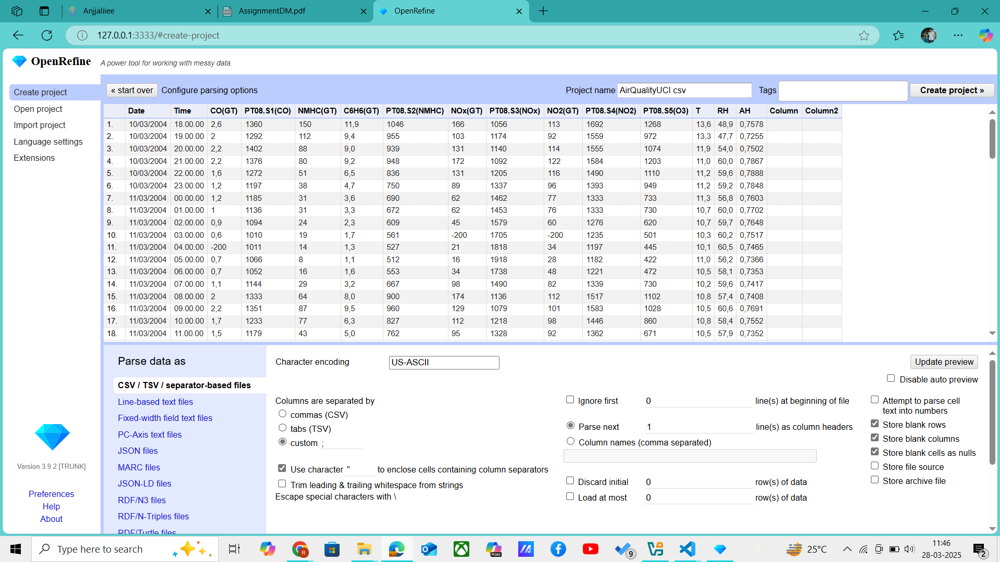 Anjjaliiee
AssignmentDM.pdf
OpenRefine
127.0.0.1:3333/#create-project
OpenRefine A power tool for working with messy data.
Create project
Open project
Import project
Language settings
Extensions
« start over Configure parsing options Project name AirQualityUCI csv Tags Create project »
Date Time CO(GT) PT08.S1(CO) NMHC(GT) C6H6(GT) PT08.S2(NMHC) NOx(GT) PT08.S3(NOx) NO2(GT) PT08.S4(NO2) PT08.S5(O3) T RH AH Column Column2
1. 10/03/2004 18.00.00 2,6 1360 150 11,9 1046 166 1056 113 1692 1268 13,6 48,9 0,7578
2. 10/03/2004 19.00.00 2 1292 112 9,4 955 103 1174 92 1559 972 13,3 47,7 0,7255
3. 10/03/2004 20.00.00 2,2 1402 88 9,0 939 131 1140 114 1555 1074 11,9 54,0 0,7502
4. 10/03/2004 21.00.00 2,2 1376 80 9,2 948 172 1092 122 1584 1203 11,0 60,0 0,7867
5. 10/03/2004 22.00.00 1,6 1272 51 6,5 836 131 1205 116 1490 1110 11,2 59,6 0,7888
6. 10/03/2004 23.00.00 1,2 1197 38 4,7 750 89 1337 96 1393 949 11,2 59,2 0,7848
7. 11/03/2004 00.00.00 1,2 1185 31 3,6 690 62 1462 77 1333 733 11,3 56,8 0,7603
8. 11/03/2004 01.00.00 1 1136 31 3,3 672 62 1453 76 1333 730 10,7 60,0 0,7702
9. 11/03/2004 02.00.00 0,9 1094 24 2,3 609 45 1579 60 1276 620 10,7 59,7 0,7648
10. 11/03/2004 03.00.00 0,6 1010 19 1,7 561 -200 1705 -200 1235 501 10,3 60,2 0,7517
11. 11/03/2004 04.00.00 -200 1011 14 1,3 527 21 1818 34 1197 445 10,1 60,5 0,7465
12. 11/03/2004 05.00.00 0,7 1066 8 1,1 512 16 1918 28 1182 422 11,0 56,2 0,7366
13. 11/03/2004 06.00.00 0,7 1052 16 1,6 553 34 1738 48 1221 472 10,5 58,1 0,7353
14. 11/03/2004 07.00.00 1,1 1144 29 3,2 667 98 1490 82 1339 730 10,2 59,6 0,7417
15. 11/03/2004 08.00.00 2 1333 64 8,0 900 174 1136 112 1517 1102 10,8 57,4 0,7408
16. 11/03/2004 09.00.00 2,2 1351 87 9,5 960 129 1079 101 1583 1028 10,5 60,6 0,7691
17. 11/03/2004 10.00.00 1,7 1233 77 6,3 827 112 1218 98 1446 860 10,8 58,4 0,7552
18. 11/03/2004 11.00.00 1,5 1179 43 5,0 762 95 1328 92 1362 671 10,5 57,9 0,7352
Parse data as
CSV / TSV / separator-based files
Line-based text files
Fixed-width field text files
PC-Axis text files
JSON files
MARC files
JSON-LD files
RDF/N3 files
RDF/N-Triples files
RDF/Turtle files
Character encoding US-ASCII
Update preview
Disable auto preview
Columns are separated by
commas (CSV)
tabs (TSV)
custom ;
Use character " to enclose cells containing column separators
Trim leading & trailing whitespace from strings
Escape special characters with \
Ignore first 0 line(s) at beginning of file
Parse next 1 line(s) as column headers
Column names (comma separated)
Discard initial 0 row(s) of data
Load at most 0 row(s) of data
Attempt to parse cell
text into numbers
Store blank rows
Store blank columns
Store blank cells as nulls
Store file source
Store archive file
Version 3.9.2 [TRUNK]
Preferences
Help
About
Type here to search
M365
9
25°C
11:46
28-03-2025
2